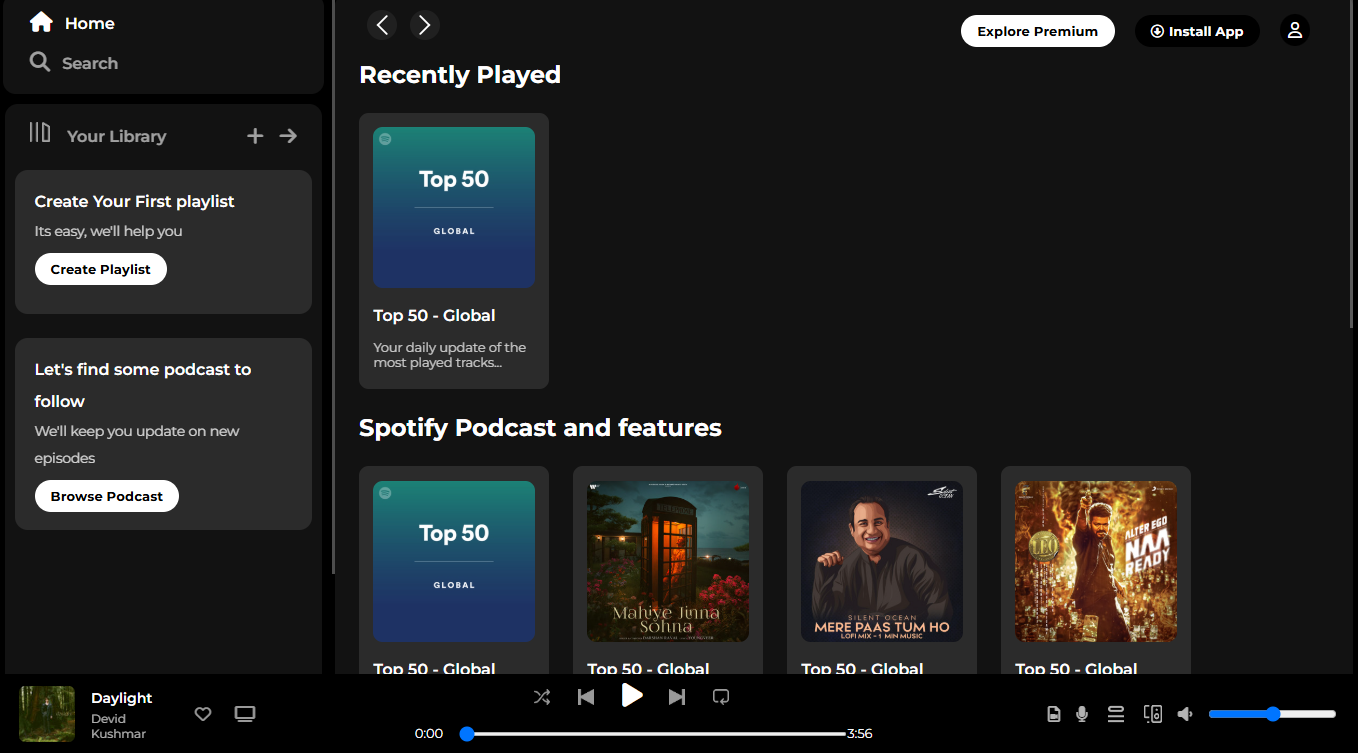 Home
Search
Your Library
Create Your First playlist
Its easy, we'll help you
Create Playlist
Let's find some podcast to
follow
We'll keep you update on new
episodes
Browse Podcast
Explore Premium
Install App
Recently Played
Top 50
GLOBAL
Top 50 - Global
Your daily update of the
most played tracks...
Spotify Podcast and features
Top 50
GLOBAL
Top 50 - Global
Mahiye Jinna
Sohna
Top 50 - Global
Silent
OCEAN
SILENT OCEAN
MERE PAAS TUM HO
LOFI MIX - 1 MIN MUSIC
Top 50 - Global
LEO
ALTER EGO
NAA
READY
Top 50 - Global
Daylight
Devid
Kushmar
0:00
3:56